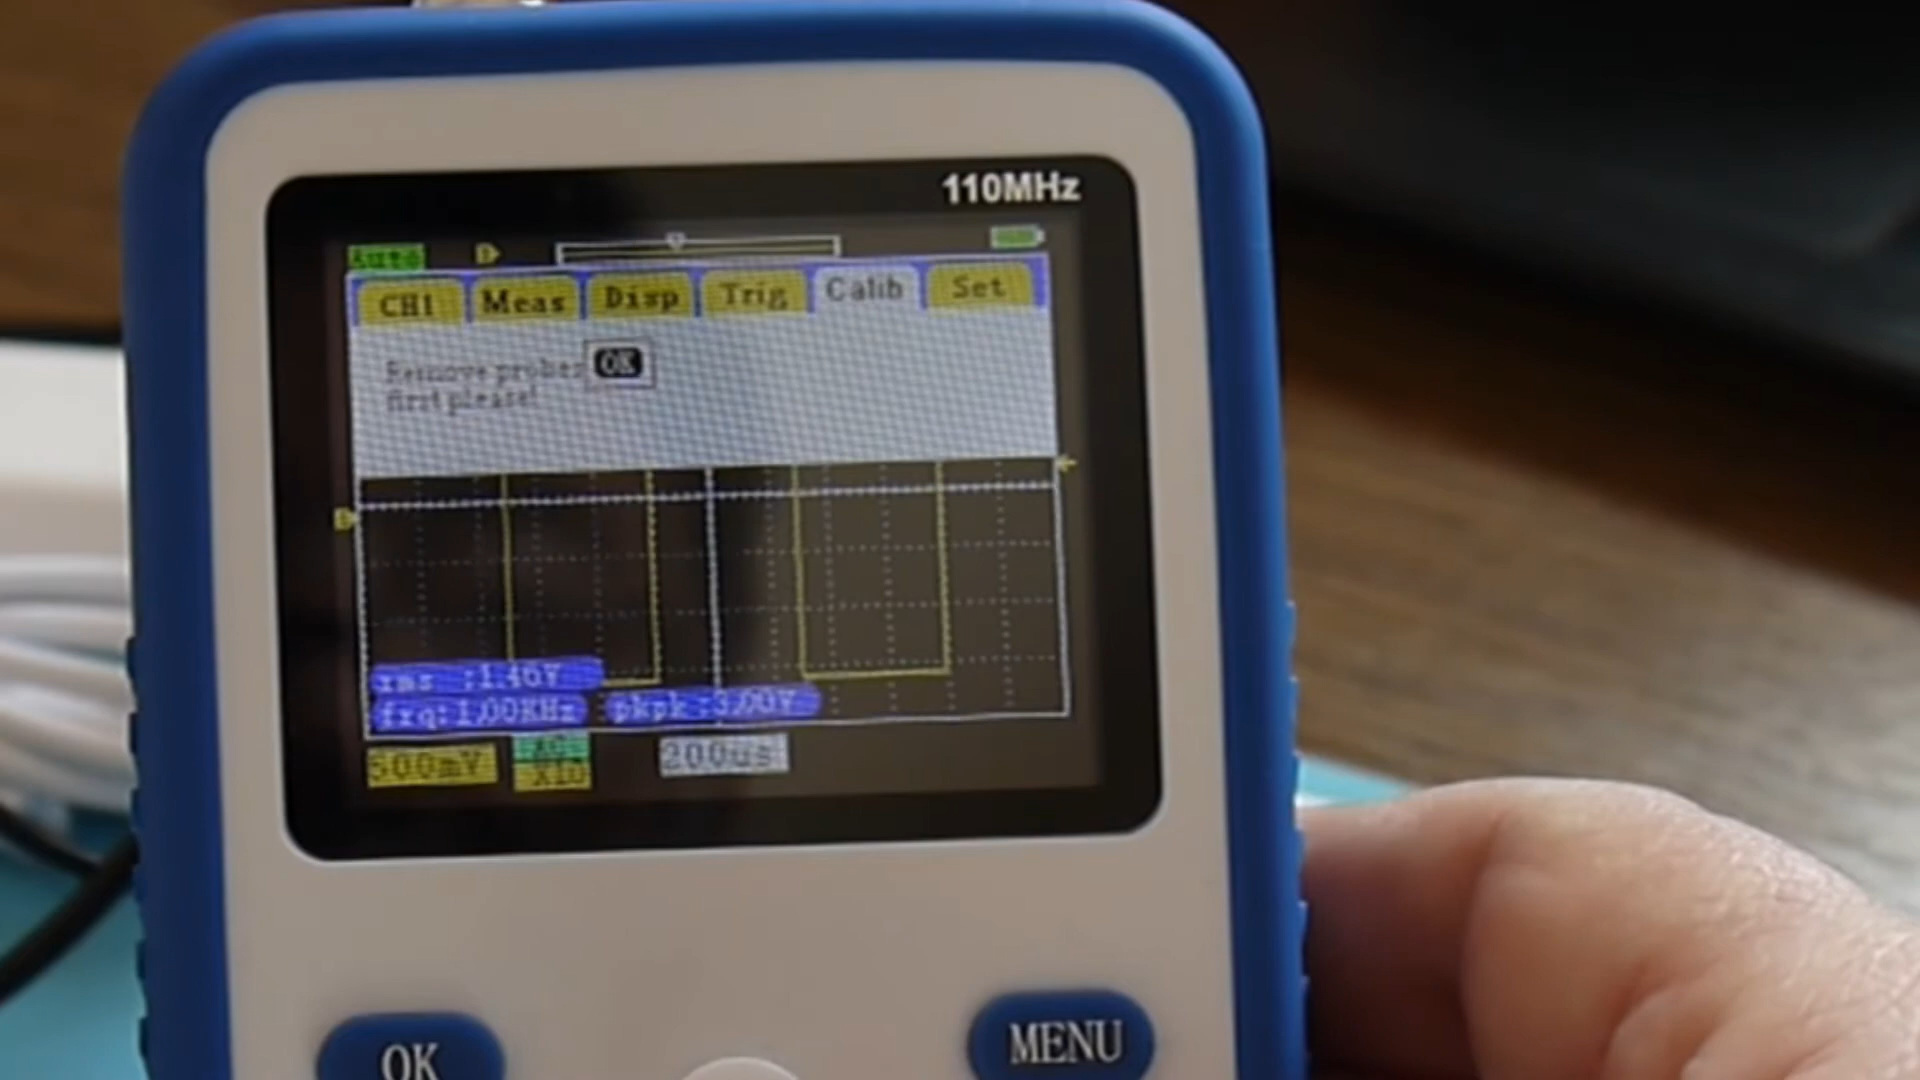 110MHz
Auto
CH1 Meas Disp Trig Calib Set
Remove probes OK
first please!
rms :1.46V
frq:1.00KHz pkpk:3.00V
500mV AC 200us
X10
OK MENU